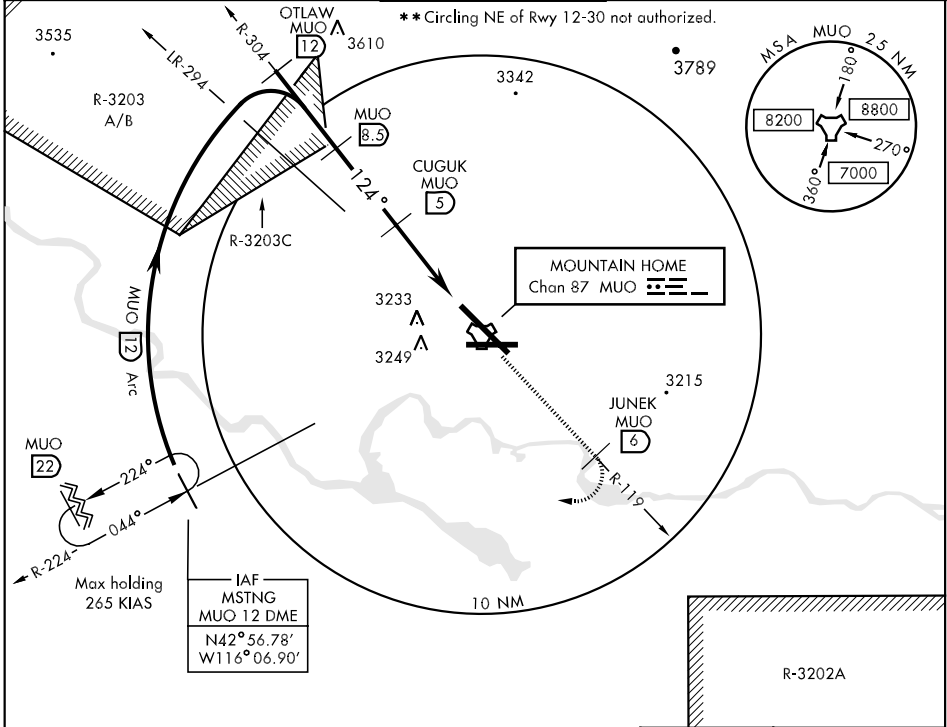 ** Circling NE of Rwy 12-30 not authorized.
OTLAW
MUO
12
3610
R-304
LR-294
3535
R-3203
A/B
3342
3789
MSA MUO 25 NM
180°
8200
8800
270°
7000
360°
MUO
8.5
124°
CUGUK
MUO
5
R-3203C
MOUNTAIN HOME
Chan 87 MUO
MUO
12
Arc
3233
3249
3215
JUNEK
MUO
6
R-119
MUO
22
224°
044°
R-224
Max holding
265 KIAS
IAF
MSTNG
MUO 12 DME
N42°56.78'
W116°06.90'
10 NM
R-3202A